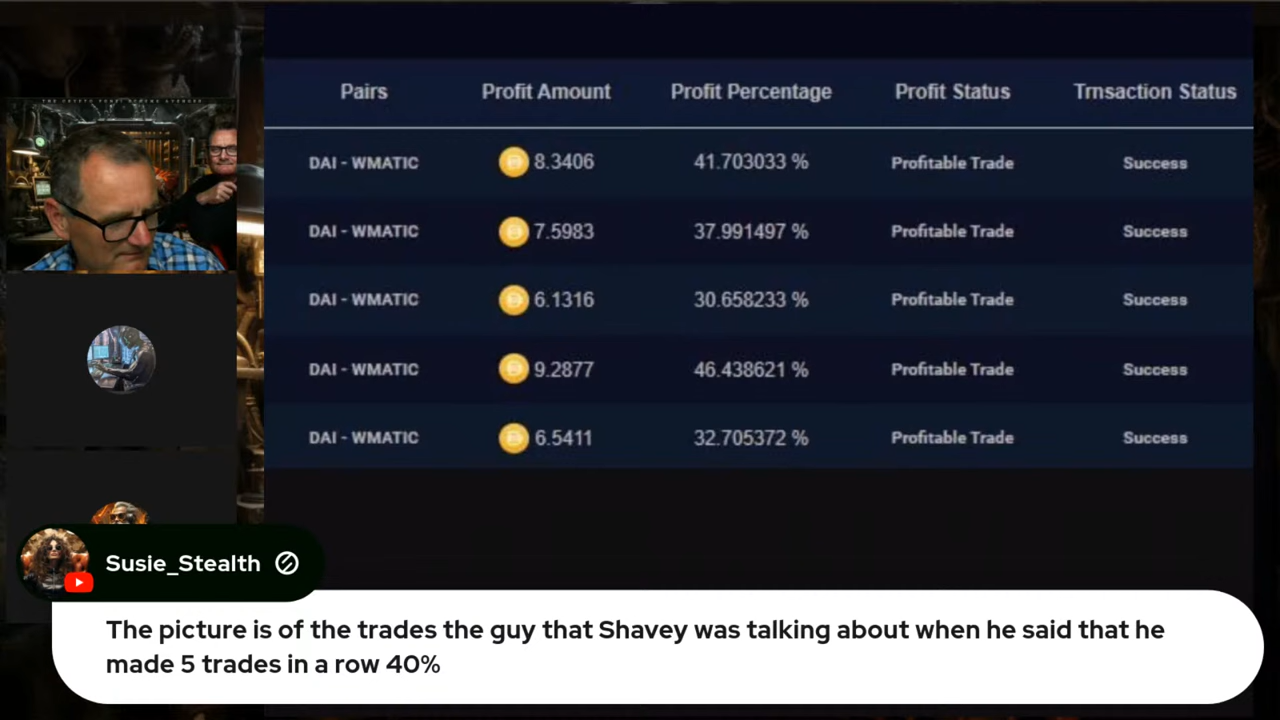 THE CRYPTO
Pairs Profit Amount Profit Percentage Profit Status Trnsaction Status
DAI - WMATIC 8.3406 41.703033 % Profitable Trade Success
DAI - WMATIC 7.5983 37.991497 % Profitable Trade Success
DAI - WMATIC 6.1316 30.658233 % Profitable Trade Success
DAI - WMATIC 9.2877 46.438621 % Profitable Trade Success
DAI - WMATIC 6.5411 32.705372 % Profitable Trade Success
Susie_Stealth
The picture is of the trades the guy that Shavey was talking about when he said that he
made 5 trades in a row 40%